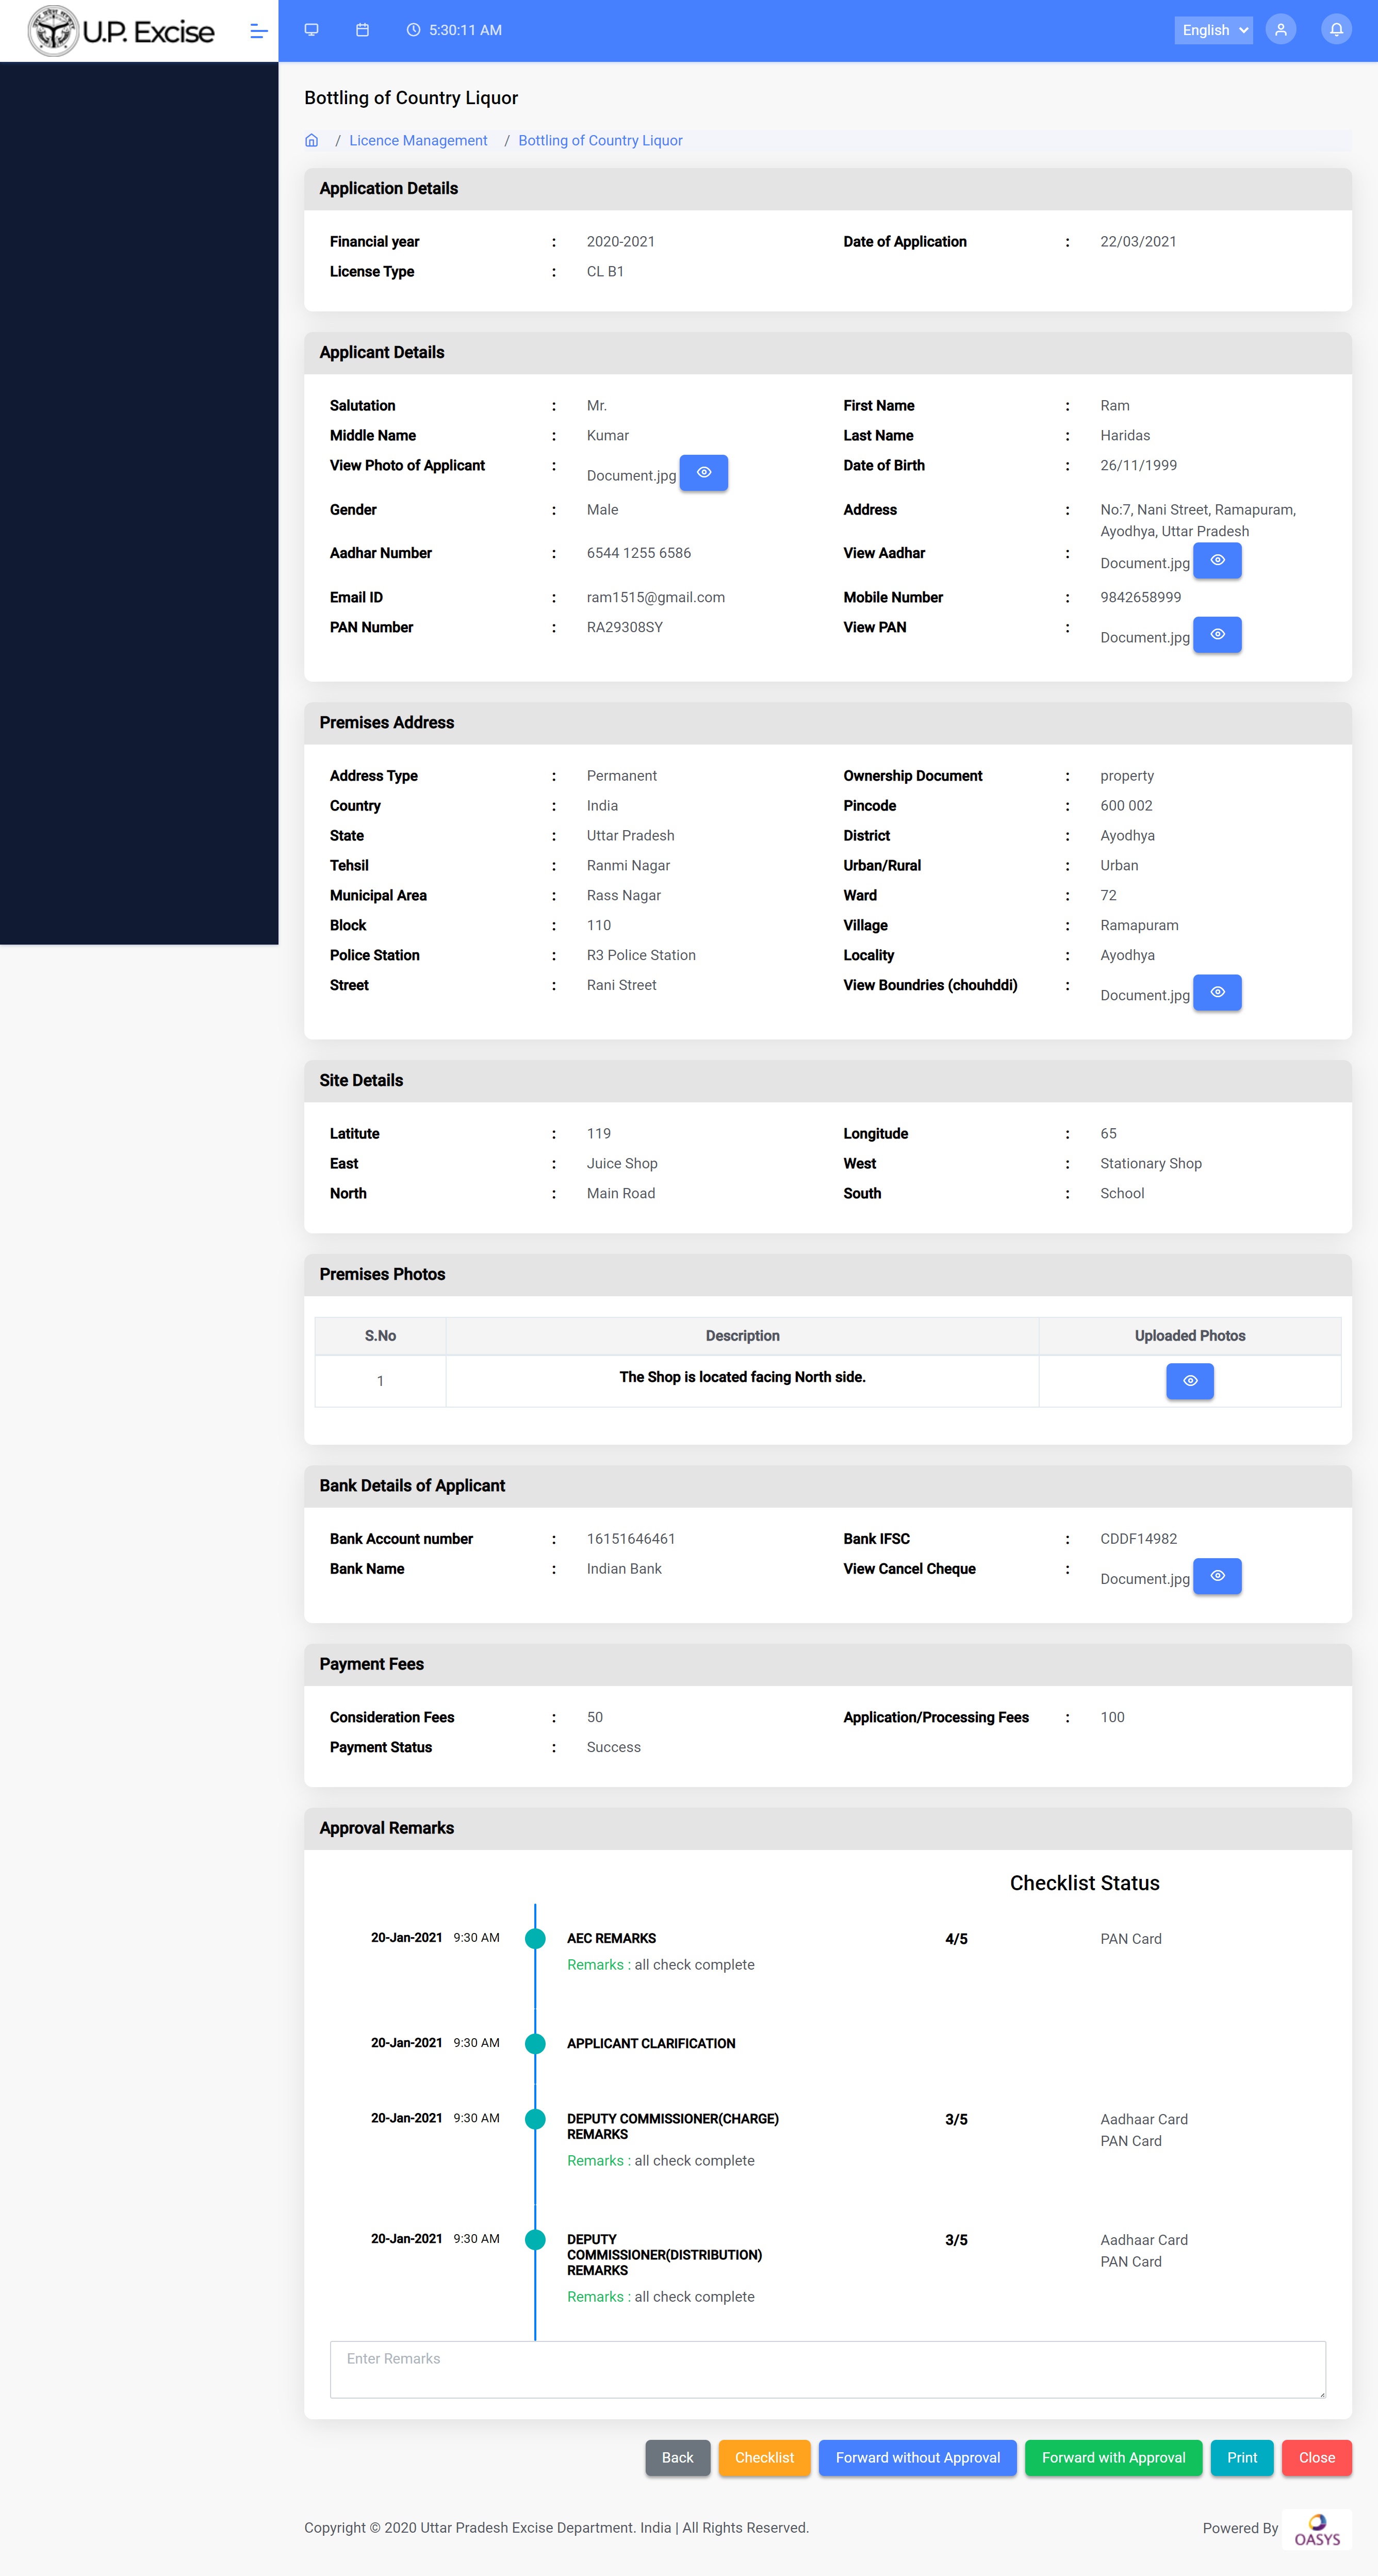 U.P. Excise
5:30:11 AM
English
Bottling of Country Liquor
/ Licence Management / Bottling of Country Liquor
Application Details
Financial year : 2020-2021 Date of Application : 22/03/2021
License Type : CL B1
Applicant Details
Salutation : Mr. First Name : Ram
Middle Name : Kumar Last Name : Haridas
View Photo of Applicant : Document.jpg Date of Birth : 26/11/1999
Gender : Male Address : No:7, Nani Street, Ramapuram,
Ayodhya, Uttar Pradesh
Aadhar Number : 6544 1255 6586 View Aadhar : Document.jpg
Email ID : ram1515@gmail.com Mobile Number : 9842658999
PAN Number : RA29308SY View PAN : Document.jpg
Premises Address
Address Type : Permanent Ownership Document : property
Country : India Pincode : 600 002
State : Uttar Pradesh District : Ayodhya
Tehsil : Ranmi Nagar Urban/Rural : Urban
Municipal Area : Rass Nagar Ward : 72
Block : 110 Village : Ramapuram
Police Station : R3 Police Station Locality : Ayodhya
Street : Rani Street View Boundries (chouhddi) : Document.jpg
Site Details
Latitute : 119 Longitude : 65
East : Juice Shop West : Stationary Shop
North : Main Road South : School
Premises Photos
S.No Description Uploaded Photos
1 The Shop is located facing North side.
Bank Details of Applicant
Bank Account number : 16151646461 Bank IFSC : CDDF14982
Bank Name : Indian Bank View Cancel Cheque : Document.jpg
Payment Fees
Consideration Fees : 50 Application/Processing Fees : 100
Payment Status : Success
Approval Remarks
Checklist Status
20-Jan-2021 9:30 AM AEC REMARKS 4/5 PAN Card
Remarks : all check complete
20-Jan-2021 9:30 AM APPLICANT CLARIFICATION
20-Jan-2021 9:30 AM DEPUTY COMMISSIONER(CHARGE) 3/5 Aadhaar Card
REMARKS PAN Card
Remarks : all check complete
20-Jan-2021 9:30 AM DEPUTY 3/5 Aadhaar Card
COMMISSIONER(DISTRIBUTION) PAN Card
REMARKS
Remarks : all check complete
Enter Remarks
Back Checklist Forward without Approval Forward with Approval Print Close
Copyright © 2020 Uttar Pradesh Excise Department. India | All Rights Reserved. Powered By OASYS